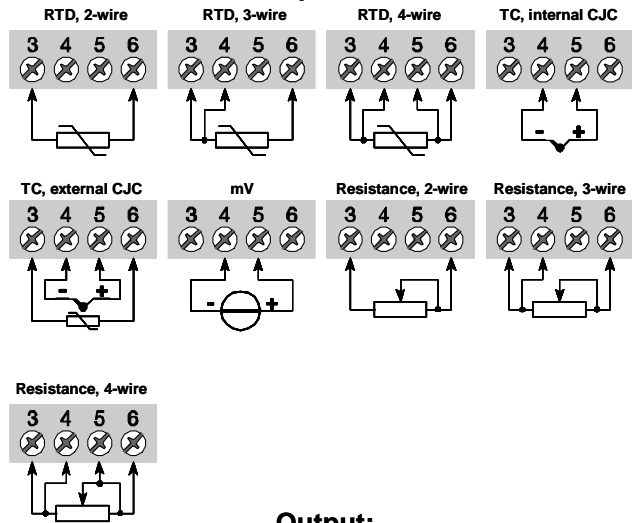 RTD, 2-wire
RTD, 3-wire
RTD, 4-wire
TC, internal CJC
3 4 5 6
3 4 5 6
3 4 5 6
3 4 5 6
- +
TC, external CJC
mV
Resistance, 2-wire
Resistance, 3-wire
3 4 5 6
3 4 5 6
3 4 5 6
3 4 5 6
- +
- +
Resistance, 4-wire
3 4 5 6
Output: